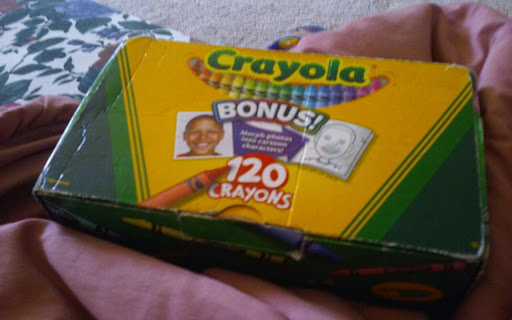 Crayola
BONUS!
Morph photos
into cartoon
characters!
120
CRAYONS